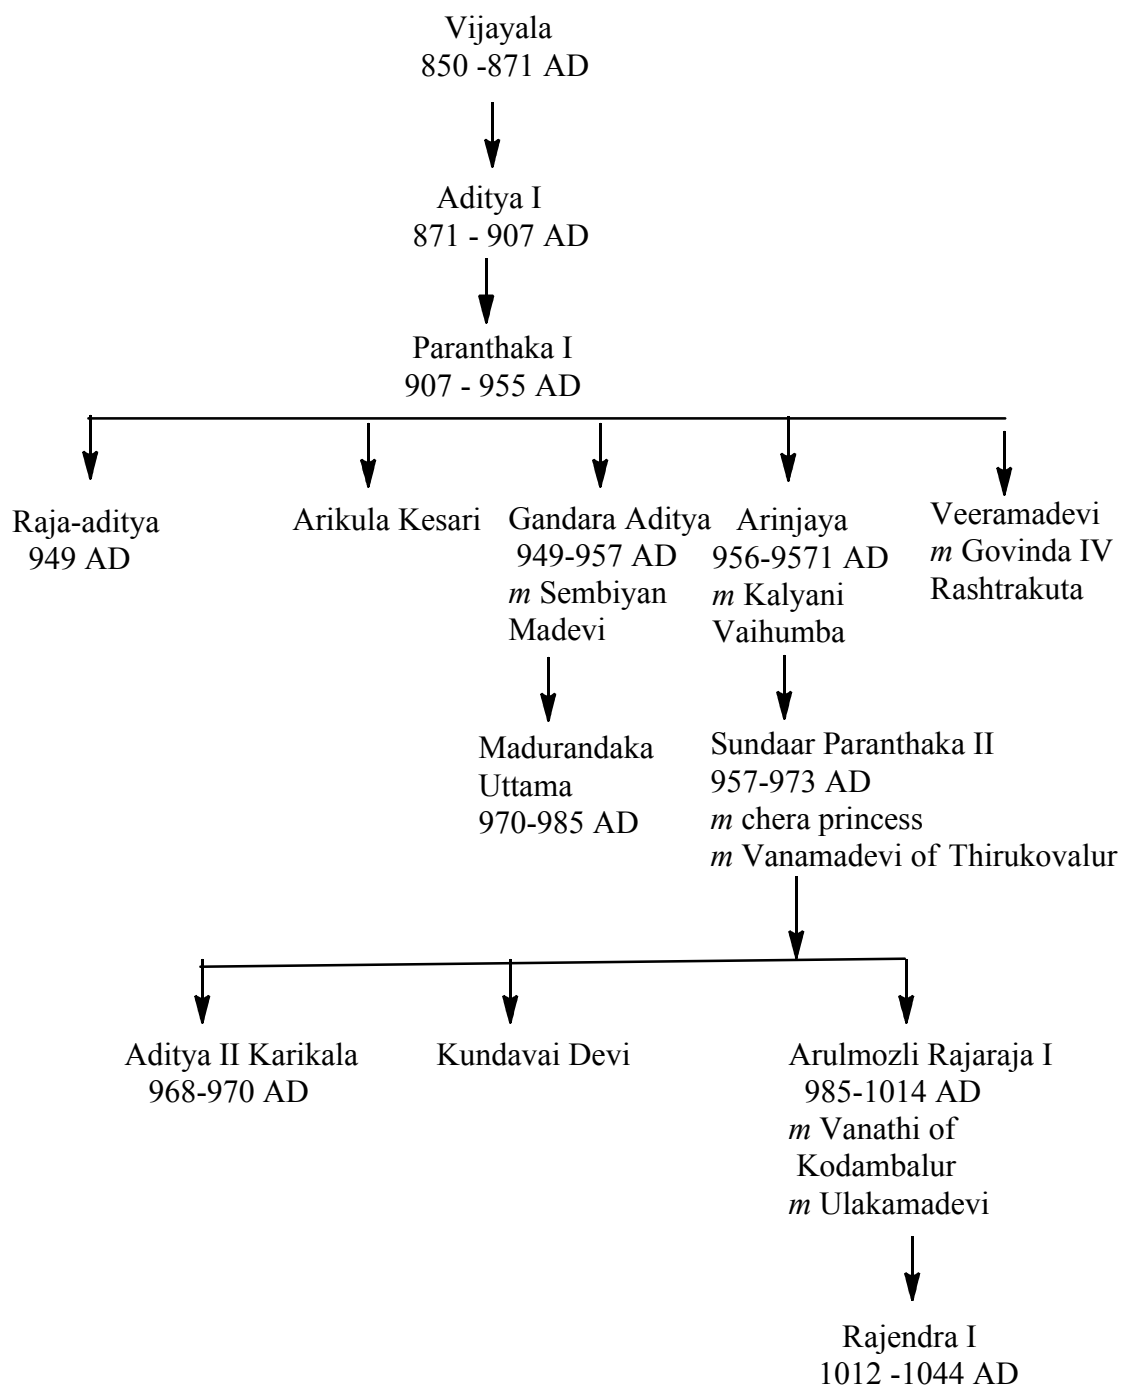 Vijayala
850 -871 AD
Aditya I
871 - 907 AD
Paranthaka I
907 - 955 AD
Raja-aditya
949 AD
Arikula Kesari
Gandara Aditya
949-957 AD
m Sembiyan
Madevi
Arinjaya
956-9571 AD
m Kalyani
Vaihumba
Veeramadevi
m Govinda IV
Rashtrakuta
Madurandaka
Uttama
970-985 AD
Sundaar Paranthaka II
957-973 AD
m chera princess
m Vanamadevi of Thirukovalur
Aditya II Karikala
968-970 AD
Kundavai Devi
Arulmozli Rajaraja I
985-1014 AD
m Vanathi of
Kodambalur
m Ulakamadevi
Rajendra I
1012 -1044 AD